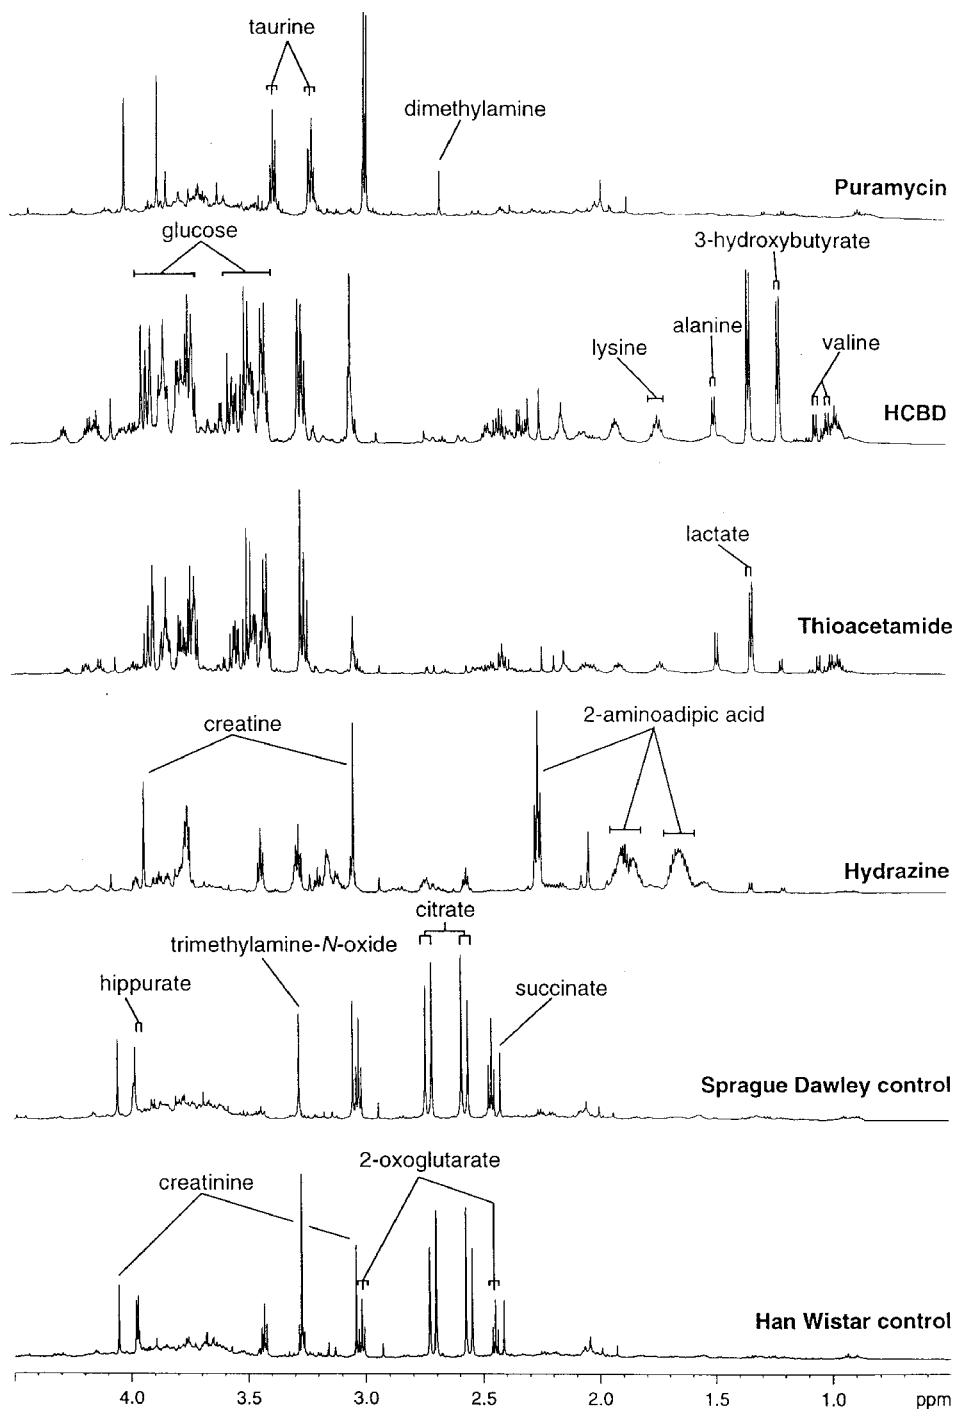 taurine
dimethylamine
Puramycin
glucose
3-hydroxybutyrate
alanine
lysine
valine
HCBD
lactate
Thioacetamide
2-aminoadipic acid
creatine
Hydrazine
citrate
trimethylamine-N-oxide
hippurate
succinate
Sprague Dawley control
2-oxoglutarate
creatinine
Han Wistar control
4.0 3.5 3.0 2.5 2.0 1.5 1.0 ppm